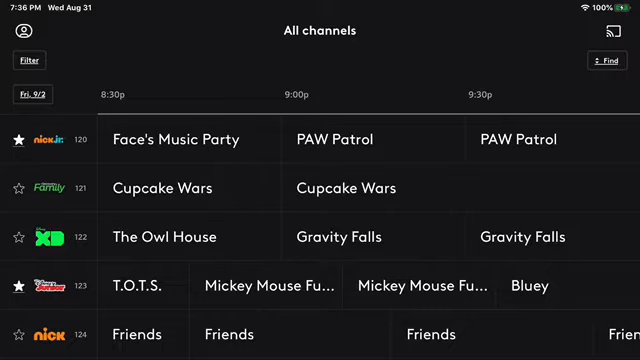 7:36 PM Wed Aug 31 100%
All channels
Filter Find
Fri, 9/2 8:30p 9:00p 9:30p
nick jr. 120 Face's Music Party PAW Patrol PAW Patrol
Family 121 Cupcake Wars Cupcake Wars
XD 122 The Owl House Gravity Falls Gravity Falls
Junior 123 T.O.T.S. Mickey Mouse Fu... Mickey Mouse Fu... Bluey
nick 124 Friends Friends Friends Frien